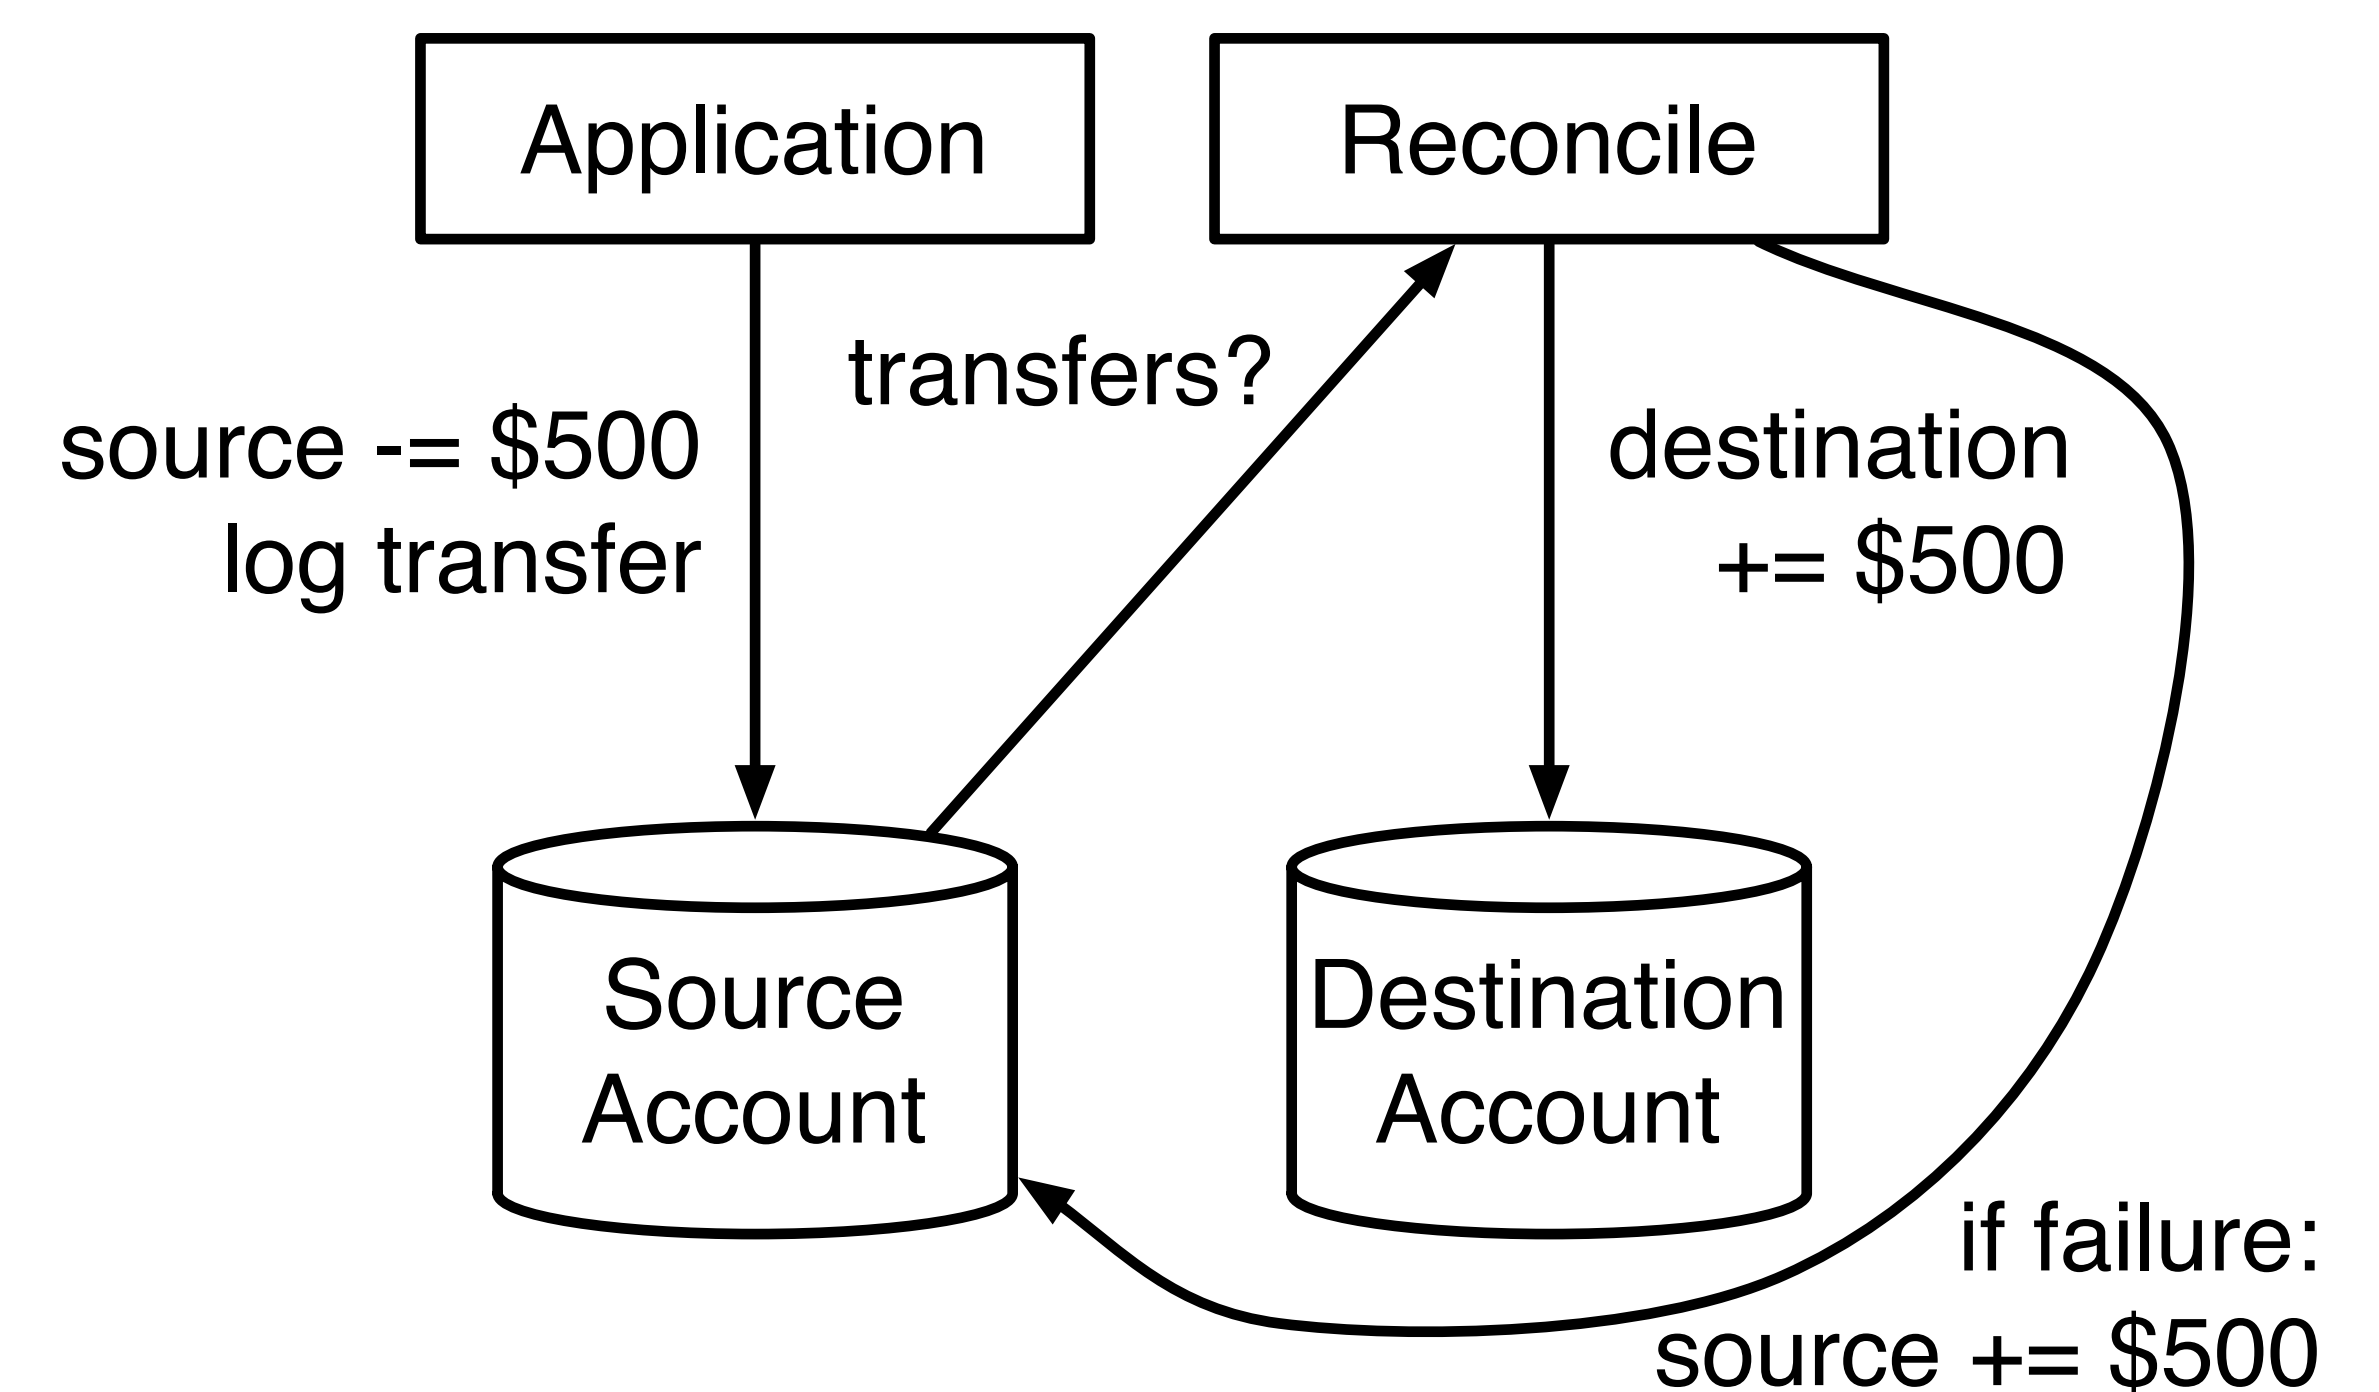 Application
Reconcile
transfers?
source -= $500
log transfer
destination
+= $500
Source
Account
Destination
Account
if failure:
source += $500